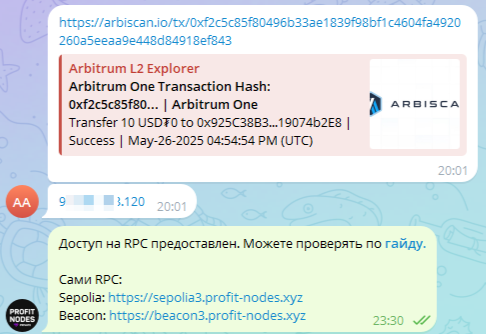 https://arbiscan.io/tx/0xf2c5c85f80496b33ae1839f98bf1c4604fa4920
260a5eeaa9e448d84918ef843
Arbitrum L2 Explorer
Arbitrum One Transaction Hash:
0xf2c5c85f80... | Arbitrum One
Transfer 10 USD₮0 to 0x925C38B3...19074b2E8 |
Success | May-26-2025 04:54:54 PM (UTC)
ARBISCA
20:01
AA
9 .120 20:01
Доступ на RPC предоставлен. Можете проверять по гайду.
Сами RPC:
Sepolia: https://sepolia3.profit-nodes.xyz
Beacon: https://beacon3.profit-nodes.xyz
PROFIT
NODES
23:30